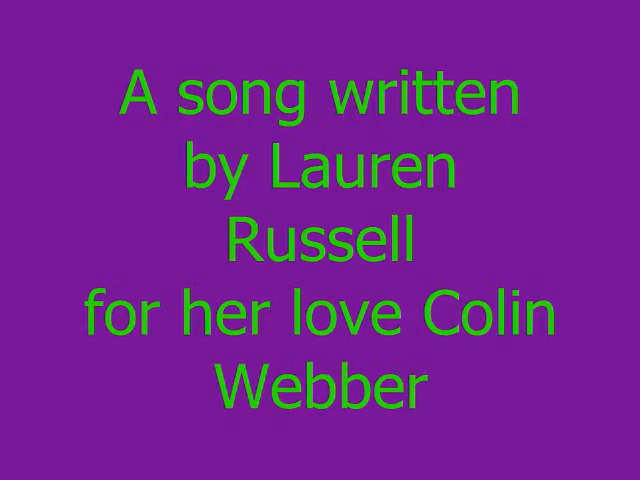 A song written
by Lauren
Russell
for her love Colin
Webber